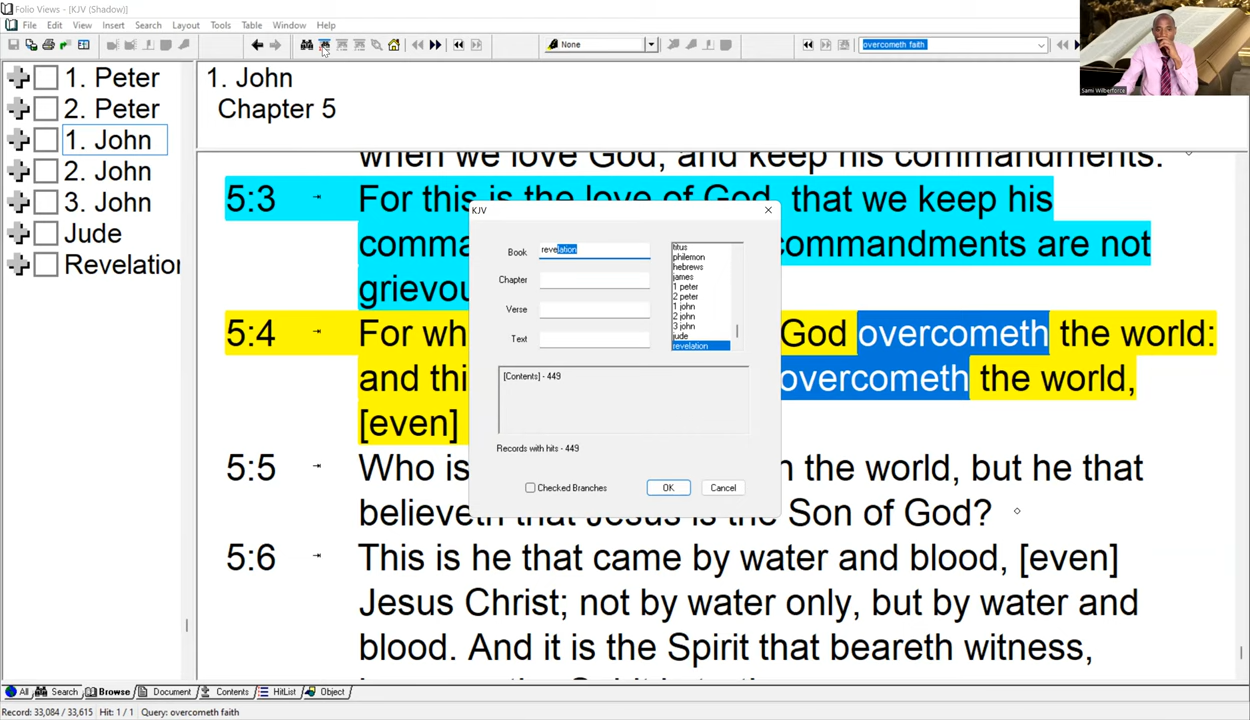 Folio Views - [KJV (Shadow)]
File Edit View Insert Search Layout Tools Table Window Help
None
overcometh faith
Sami Wilberforce
1. Peter
2. Peter
1. John
2. John
3. John
Jude
Revelation
1. John
Chapter 5
when we love God, and keep his commandments.
5:3 For this is the love of God, that we keep his
comma commandments are not
grievou
5:4 For wh God overcometh the world:
and thi overcometh the world,
[even]
5:5 Who is the world, but he that
believeth that Jesus is the Son of God?
5:6 This is he that came by water and blood, [even]
Jesus Christ; not by water only, but by water and
blood. And it is the Spirit that beareth witness,
KJV
Book revelation
Chapter
Verse
Text
titus
philemon
hebrews
james
1 peter
2 peter
1 john
2 john
3 john
jude
revelation
[Contents] - 449
Records with hits - 449
Checked Branches
OK
Cancel
All Search Browse Document Contents HitList Object
Record: 33,084 / 33,615 Hit: 1 / 1 Query: overcometh faith